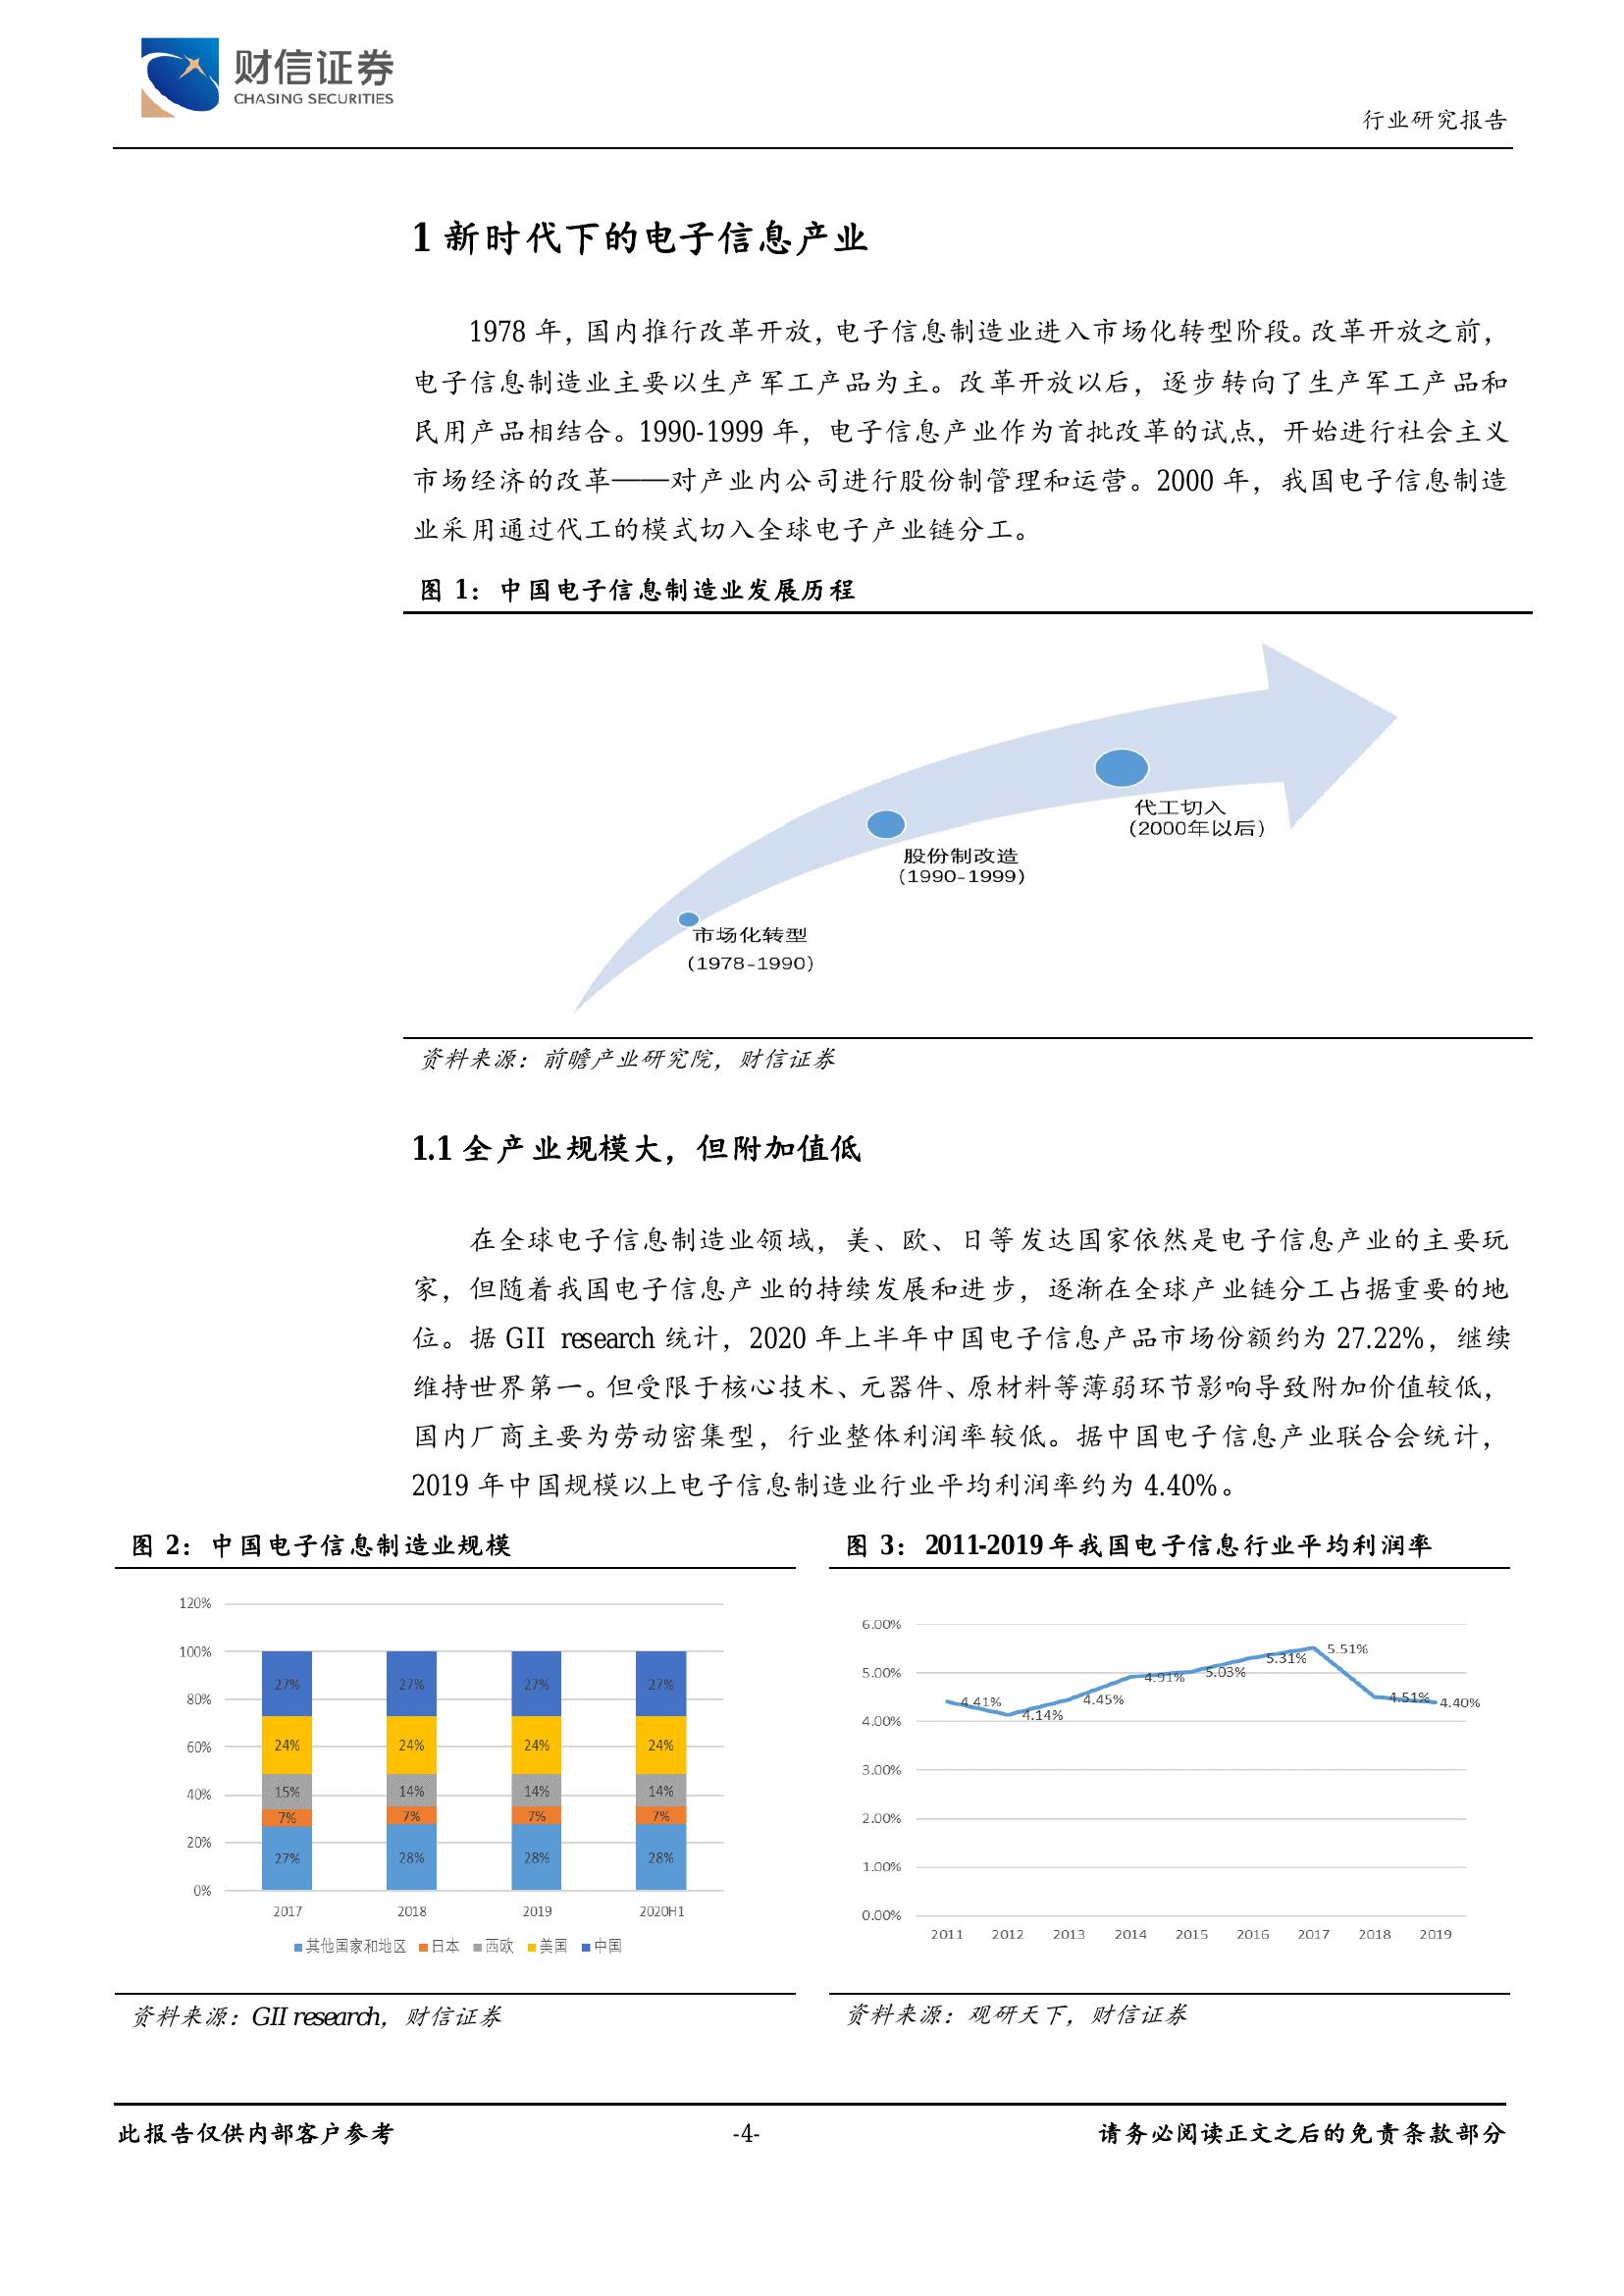 财信证券
CHASING SECURITIES
行业研究报告
1 新时代下的电子信息产业
1978 年，国内推行改革开放，电子信息制造业进入市场化转型阶段。改革开放之前，
电子信息制造业主要以生产军工产品为主。改革开放以后，逐步转向了生产军工产品和
民用产品相结合。1990-1999 年，电子信息产业作为首批改革的试点，开始进行社会主义
市场经济的改革——对产业内公司进行股份制管理和运营。2000 年，我国电子信息制造
业采用通过代工的模式切入全球电子产业链分工。
图 1：中国电子信息制造业发展历程
代工切入
(2000年以后)
股份制改造
(1990-1999)
市场化转型
(1978-1990)
资料来源：前瞻产业研究院，财信证券
1.1 全产业规模大，但附加值低
在全球电子信息制造业领域，美、欧、日等发达国家依然是电子信息产业的主要玩
家，但随着我国电子信息产业的持续发展和进步，逐渐在全球产业链分工占据重要的地
位。据 GII research 统计，2020 年上半年中国电子信息产品市场份额约为 27.22%，继续
维持世界第一。但受限于核心技术、元器件、原材料等薄弱环节影响导致附加价值较低，
国内厂商主要为劳动密集型，行业整体利润率较低。据中国电子信息产业联合会统计，
2019 年中国规模以上电子信息制造业行业平均利润率约为 4.40%。
图 2：中国电子信息制造业规模
120%
100%
80%
60%
40%
20%
0%
27% 27% 27% 27%
24% 24% 24% 24%
15% 14% 14% 14%
7% 7% 7% 7%
27% 28% 28% 28%
2017 2018 2019 2020H1
其他国家和地区 日本 西欧 美国 中国
资料来源：GII research，财信证券
图 3：2011-2019 年我国电子信息行业平均利润率
6.00%
5.00%
4.00%
3.00%
2.00%
1.00%
0.00%
4.41% 4.14% 4.45% 4.91% 5.03% 5.31% 5.51% 4.51% 4.40%
2011 2012 2013 2014 2015 2016 2017 2018 2019
资料来源：观研天下，财信证券
此报告仅供内部客户参考
-4-
请务必阅读正文之后的免责条款部分